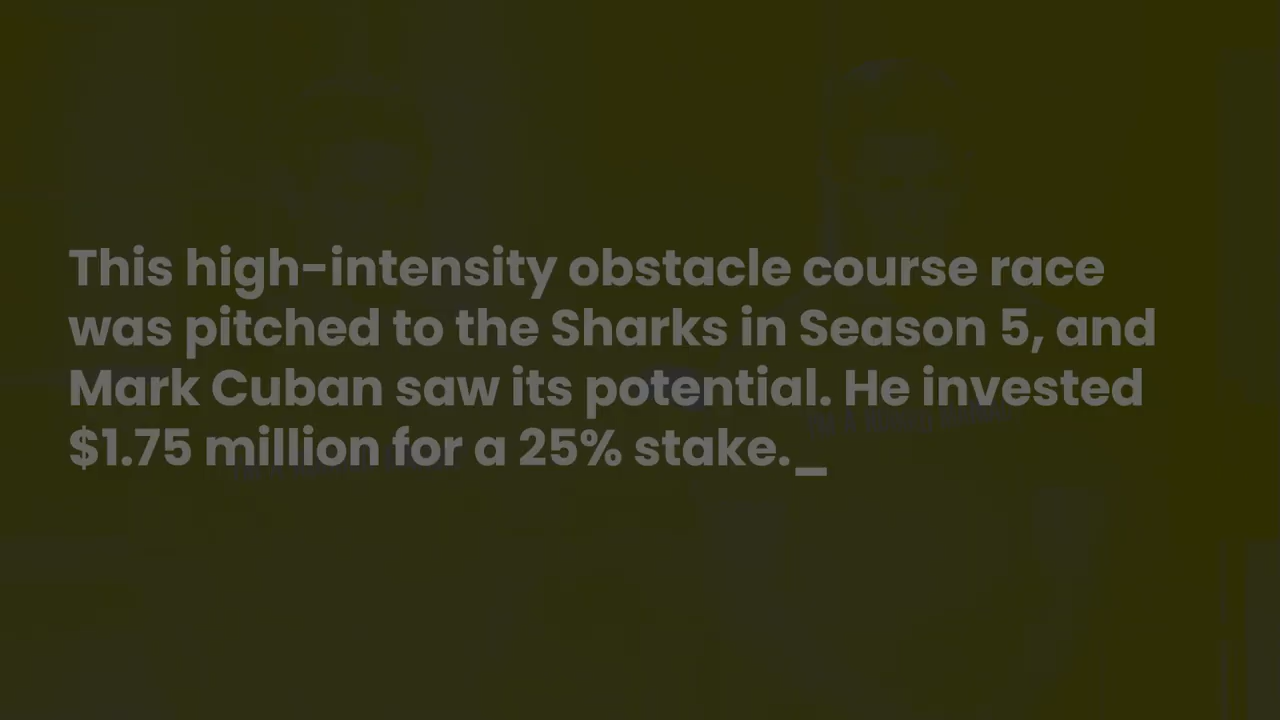 This high-intensity obstacle course race
was pitched to the Sharks in Season 5, and
Mark Cuban saw its potential. He invested
$1.75 million for a 25% stake._